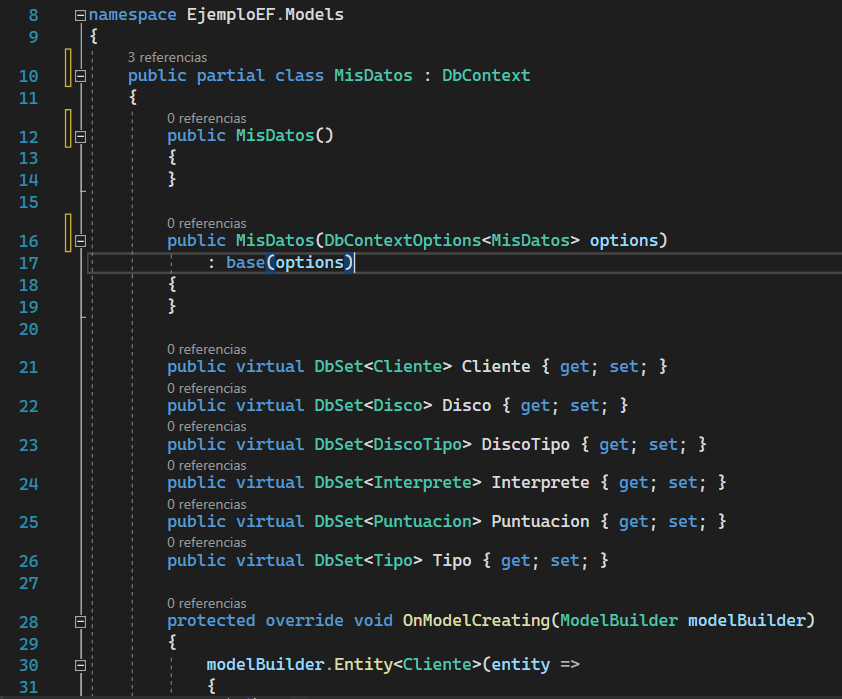 8 namespace EjemploEF.Models
9 {
3 referencias
10 public partial class MisDatos : DbContext
11 {
0 referencias
12 public MisDatos()
13 {
14 }
15
0 referencias
16 public MisDatos(DbContextOptions<MisDatos> options)
17 : base(options)
18 {
19 }
20
0 referencias
21 public virtual DbSet<Cliente> Cliente { get; set; }
0 referencias
22 public virtual DbSet<Disco> Disco { get; set; }
0 referencias
23 public virtual DbSet<DiscoTipo> DiscoTipo { get; set; }
0 referencias
24 public virtual DbSet<Interprete> Interprete { get; set; }
0 referencias
25 public virtual DbSet<Puntuacion> Puntuacion { get; set; }
0 referencias
26 public virtual DbSet<Tipo> Tipo { get; set; }
27
0 referencias
28 protected override void OnModelCreating(ModelBuilder modelBuilder)
29 {
30 modelBuilder.Entity<Cliente>(entity =>
31 {